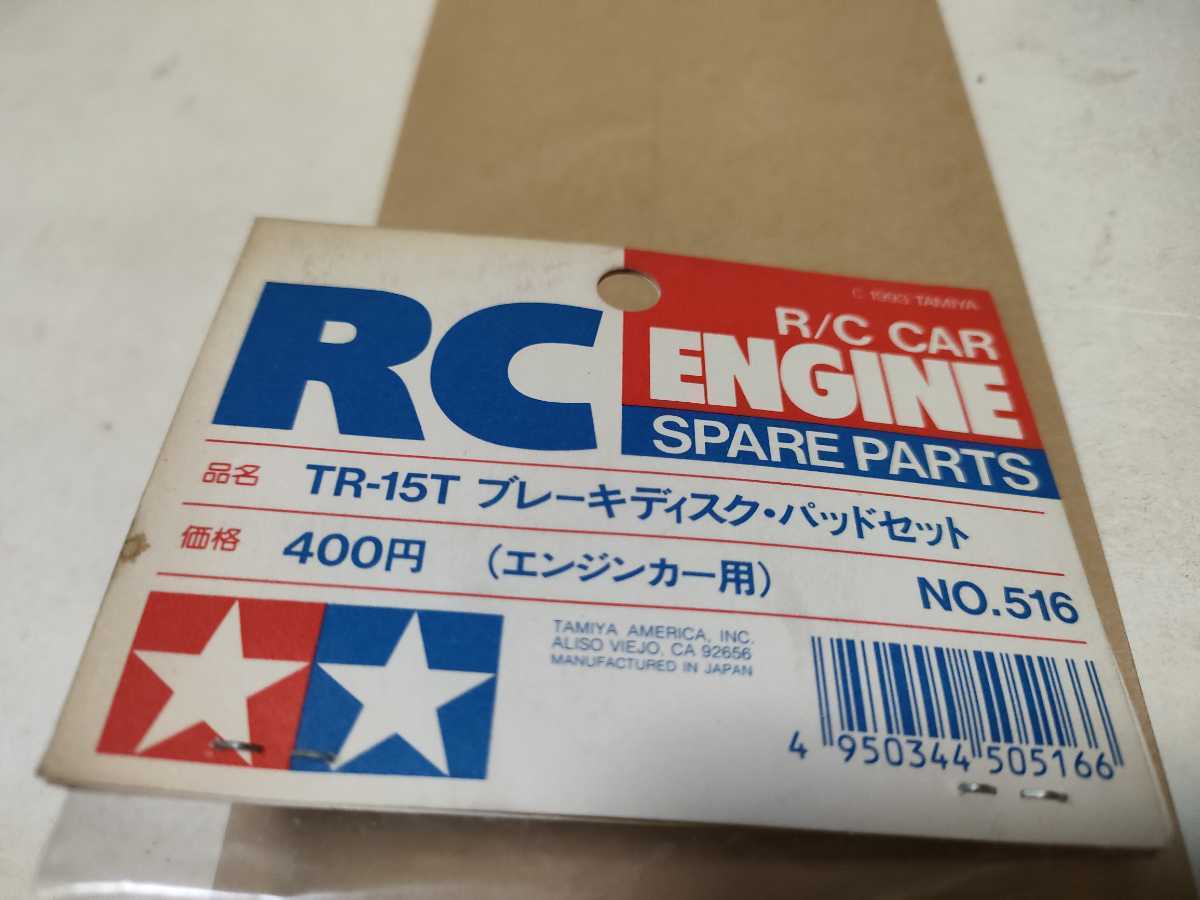 © 1993 TAMIYA
RC
R/C CAR
ENGINE
SPARE PARTS
品名 TR-15T ブレーキディスク・パッドセット
価格 400円 (エンジンカー用) NO.516
TAMIYA AMERICA, INC.
ALISO VIEJO, CA 92656
MANUFACTURED IN JAPAN
4 950344 505166